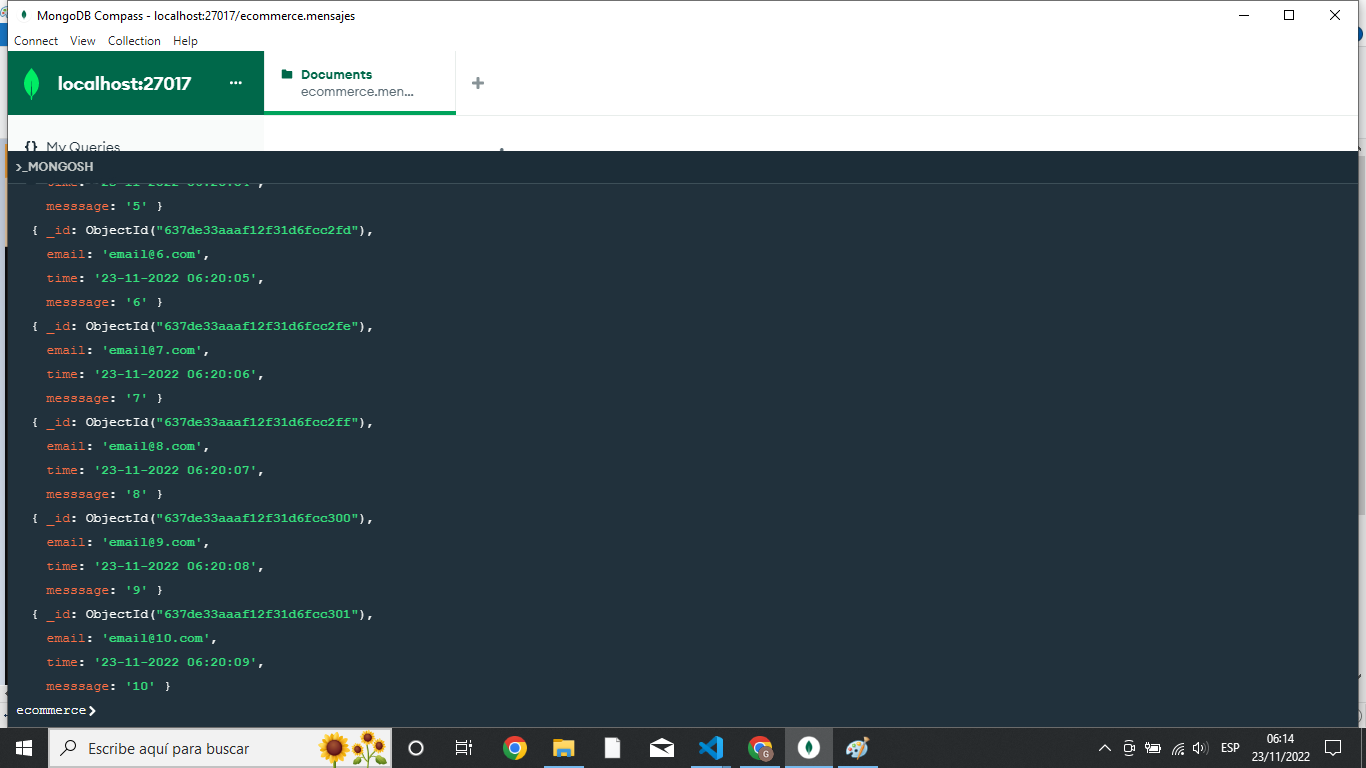 MongoDB Compass - localhost:27017/ecommerce.mensajes
Connect View Collection Help
localhost:27017 ...
Documents
ecommerce.men...
{} My Queries
>_MONGOSH
messsage: '5' }
{ _id: ObjectId("637de33aaaf12f31d6fcc2fd"),
email: 'email@6.com',
time: '23-11-2022 06:20:05',
messsage: '6' }
{ _id: ObjectId("637de33aaaf12f31d6fcc2fe"),
email: 'email@7.com',
time: '23-11-2022 06:20:06',
messsage: '7' }
{ _id: ObjectId("637de33aaaf12f31d6fcc2ff"),
email: 'email@8.com',
time: '23-11-2022 06:20:07',
messsage: '8' }
{ _id: ObjectId("637de33aaaf12f31d6fcc300"),
email: 'email@9.com',
time: '23-11-2022 06:20:08',
messsage: '9' }
{ _id: ObjectId("637de33aaaf12f31d6fcc301"),
email: 'email@10.com',
time: '23-11-2022 06:20:09',
messsage: '10' }
ecommerce>
Escribe aquí para buscar
ESP
06:14
23/11/2022